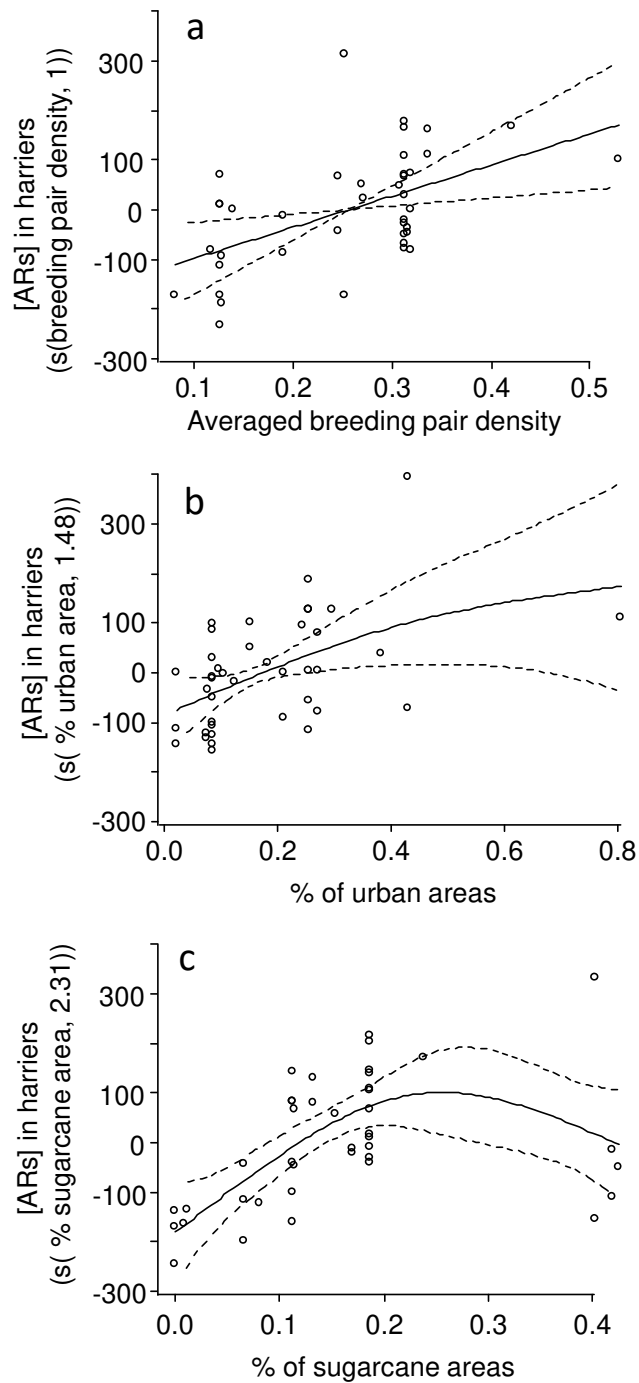 a
[ARs] in harriers
(s(breeding pair density, 1))
300
100
0
-100
-300
0.1 0.2 0.3 0.4 0.5
Averaged breeding pair density
b
[ARs] in harriers
(s( % urban area, 1.48))
300
100
0
-100
-300
0.0 0.2 0.4 0.6 0.8
% of urban areas
c
[ARs] in harriers
(s( % sugarcane area, 2.31))
300
100
0
-100
-300
0.0 0.1 0.2 0.3 0.4
% of sugarcane areas